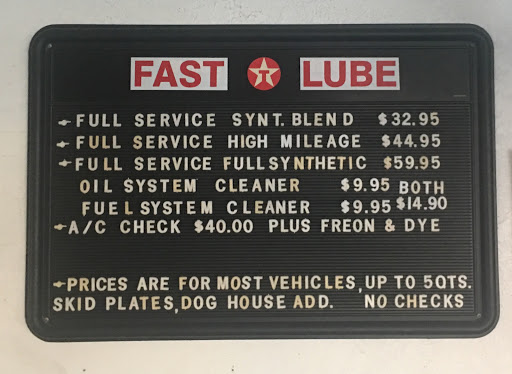 FAST T LUBE
FULL SERVICE SYNT. BLEND $32.95
FULL SERVICE HIGH MILEAGE $44.95
FULL SERVICE FULLSYNTHETIC $59.95
OIL SYSTEM CLEANER $9.95 BOTH
FUEL SYSTEM CLEANER $9.95 $14.90
A/C CHECK $40.00 PLUS FREON & DYE
PRICES ARE FOR MOST VEHICLES, UP TO 5QTS.
SKID PLATES, DOG HOUSE ADD. NO CHECKS